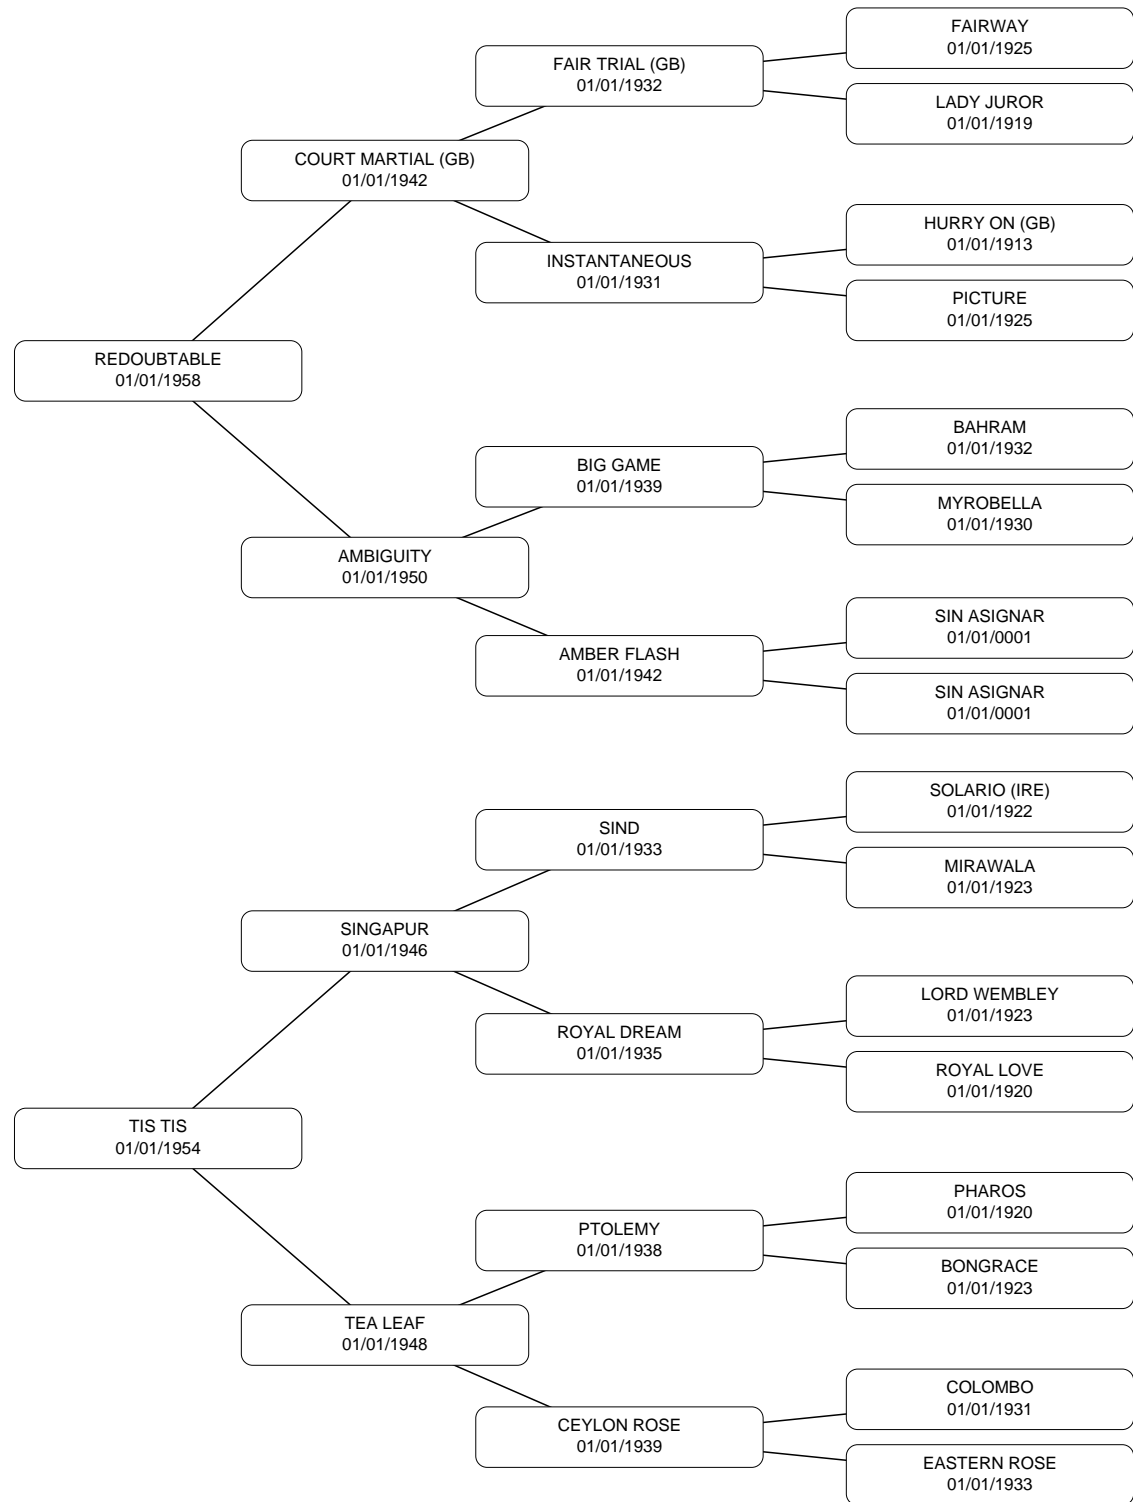 FAIRWAY
01/01/1925
FAIR TRIAL (GB)
01/01/1932
LADY JUROR
01/01/1919
COURT MARTIAL (GB)
01/01/1942
HURRY ON (GB)
01/01/1913
INSTANTANEOUS
01/01/1931
PICTURE
01/01/1925
REDOUBTABLE
01/01/1958
BAHRAM
01/01/1932
BIG GAME
01/01/1939
MYROBELLA
01/01/1930
AMBIGUITY
01/01/1950
SIN ASIGNAR
01/01/0001
AMBER FLASH
01/01/1942
SIN ASIGNAR
01/01/0001
SOLARIO (IRE)
01/01/1922
SIND
01/01/1933
MIRAWALA
01/01/1923
SINGAPUR
01/01/1946
LORD WEMBLEY
01/01/1923
ROYAL DREAM
01/01/1935
ROYAL LOVE
01/01/1920
TIS TIS
01/01/1954
PHAROS
01/01/1920
PTOLEMY
01/01/1938
BONGRACE
01/01/1923
TEA LEAF
01/01/1948
COLOMBO
01/01/1931
CEYLON ROSE
01/01/1939
EASTERN ROSE
01/01/1933